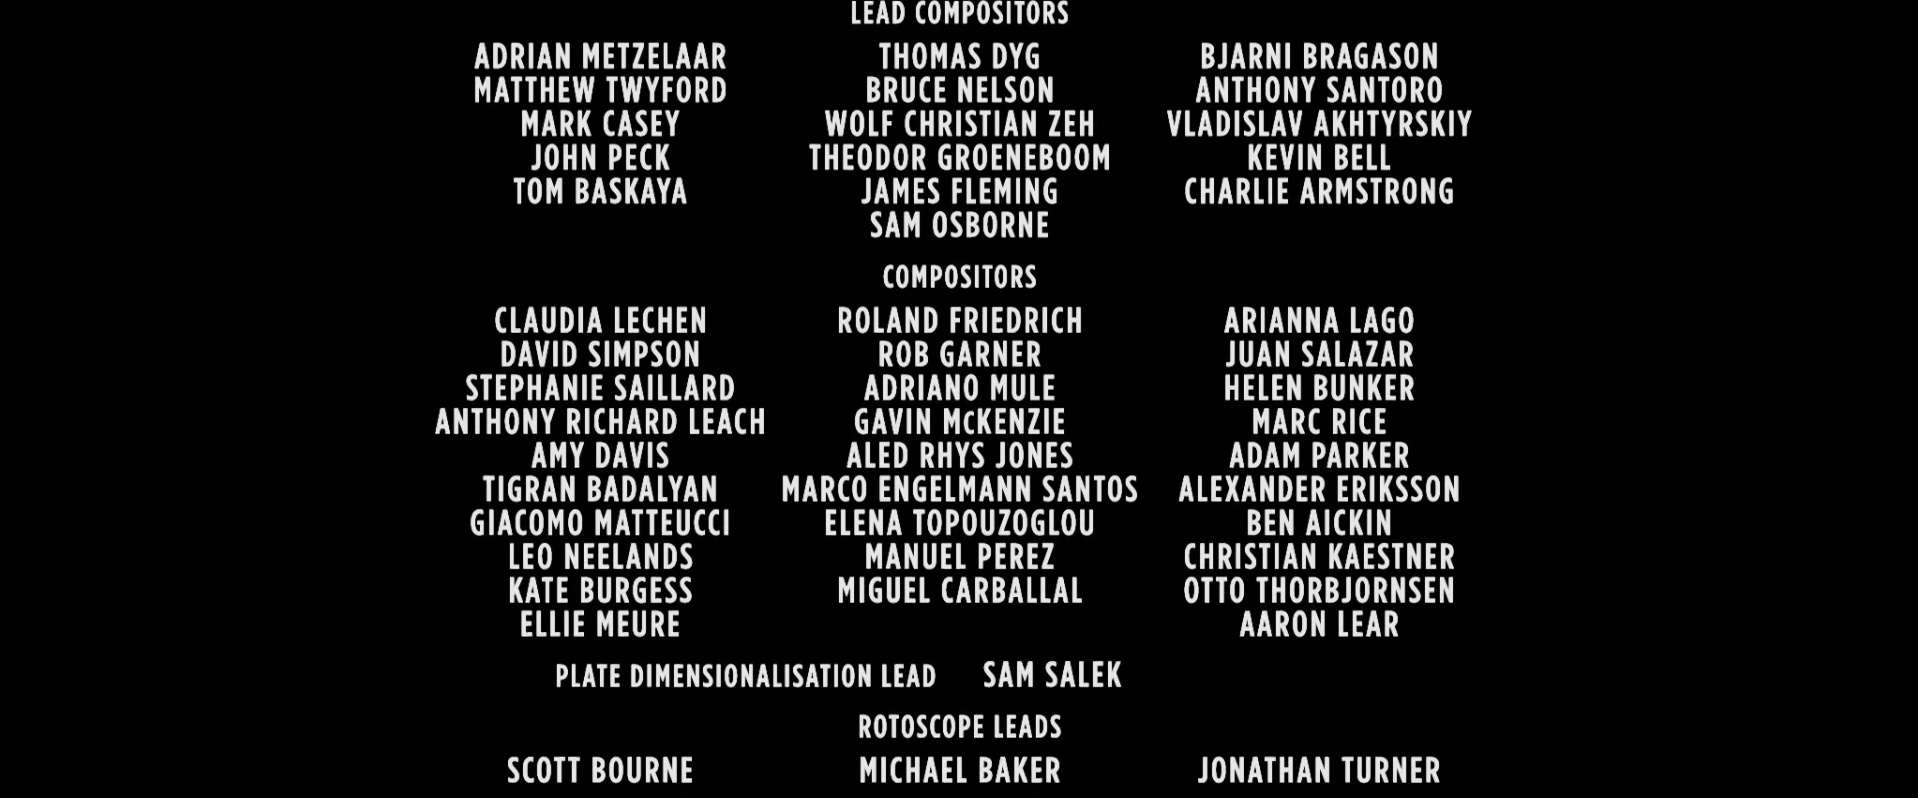 LEAD COMPOSITORS
ADRIAN METZELAAR THOMAS DYG BJARNI BRAGASON
MATTHEW TWYFORD BRUCE NELSON ANTHONY SANTORO
MARK CASEY WOLF CHRISTIAN ZEH VLADISLAV AKHTYRSKIY
JOHN PECK THEODOR GROENEBOOM KEVIN BELL
TOM BASKAYA JAMES FLEMING CHARLIE ARMSTRONG
SAM OSBORNE
COMPOSITORS
CLAUDIA LECHEN ROLAND FRIEDRICH ARIANNA LAGO
DAVID SIMPSON ROB GARNER JUAN SALAZAR
STEPHANIE SAILLARD ADRIANO MULE HELEN BUNKER
ANTHONY RICHARD LEACH GAVIN McKENZIE MARC RICE
AMY DAVIS ALED RHYS JONES ADAM PARKER
TIGRAN BADALYAN MARCO ENGELMANN SANTOS ALEXANDER ERIKSSON
GIACOMO MATTEUCCI ELENA TOPOUZOGLOU BEN AICKIN
LEO NEELANDS MANUEL PEREZ CHRISTIAN KAESTNER
KATE BURGESS MIGUEL CARBALLAL OTTO THORBJORNSEN
ELLIE MEURE AARON LEAR
PLATE DIMENSIONALISATION LEAD SAM SALEK
ROTOSCOPE LEADS
SCOTT BOURNE MICHAEL BAKER JONATHAN TURNER